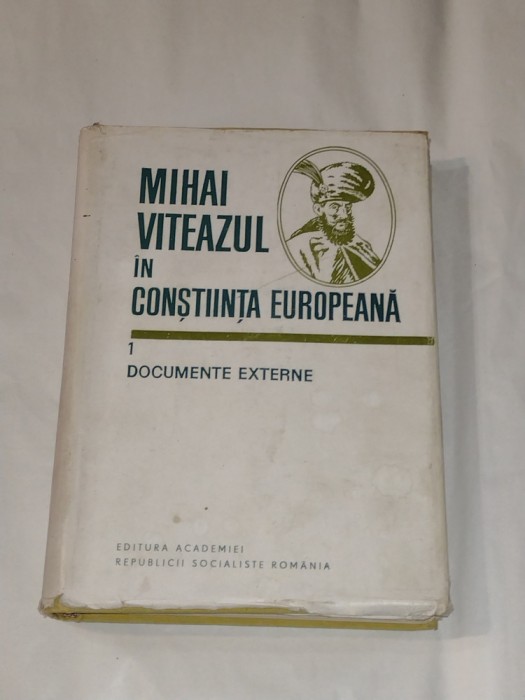 MIHAI
VITEAZUL
ÎN
CONȘTIINȚA EUROPEANĂ
1
DOCUMENTE EXTERNE
EDITURA ACADEMIEI
REPUBLICII SOCIALISTE ROMÂNIA